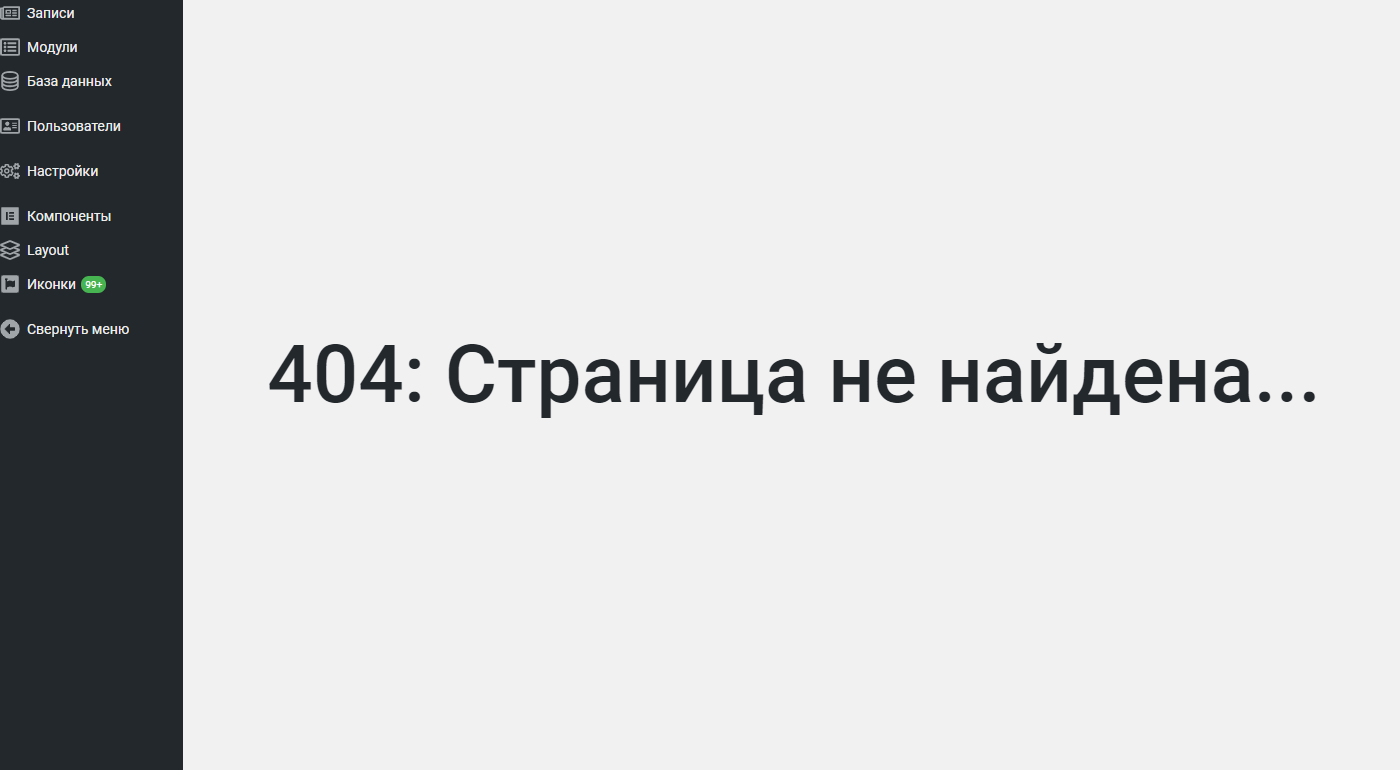 Записи
Модули
База данных
Пользователи
Настройки
Компоненты
Layout
Иконки 99+
Свернуть меню
404: Страница не найдена...